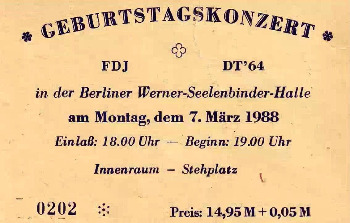 * GEBURTSTAGSKONZERT *
FDJ DT'64
in der Berliner Werner-Seelenbinder-Halle
am Montag, dem 7. März 1988
Einlaß: 18.00 Uhr – Beginn: 19.00 Uhr
Innenraum – Stehplatz
0202 * Preis: 14,95 M + 0,05 M